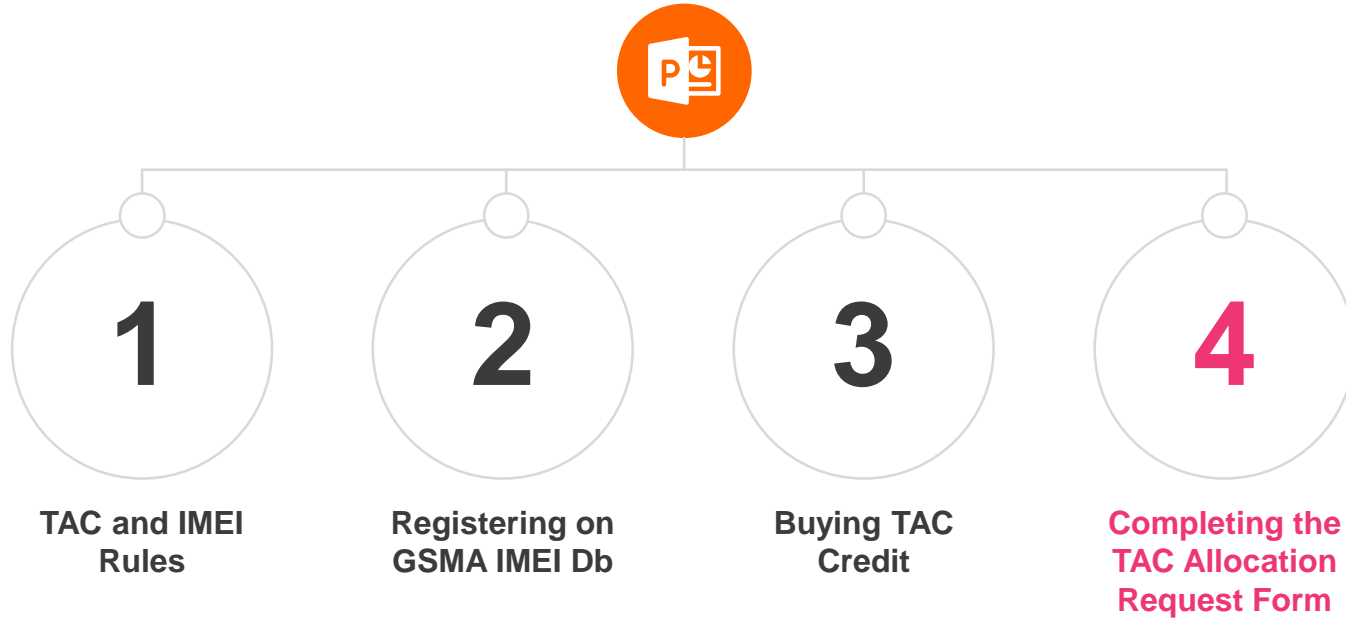 P
1
2
3
4
TAC and IMEI
Rules
Registering on
GSMA IMEI Db
Buying TAC
Credit
Completing the
TAC Allocation
Request Form